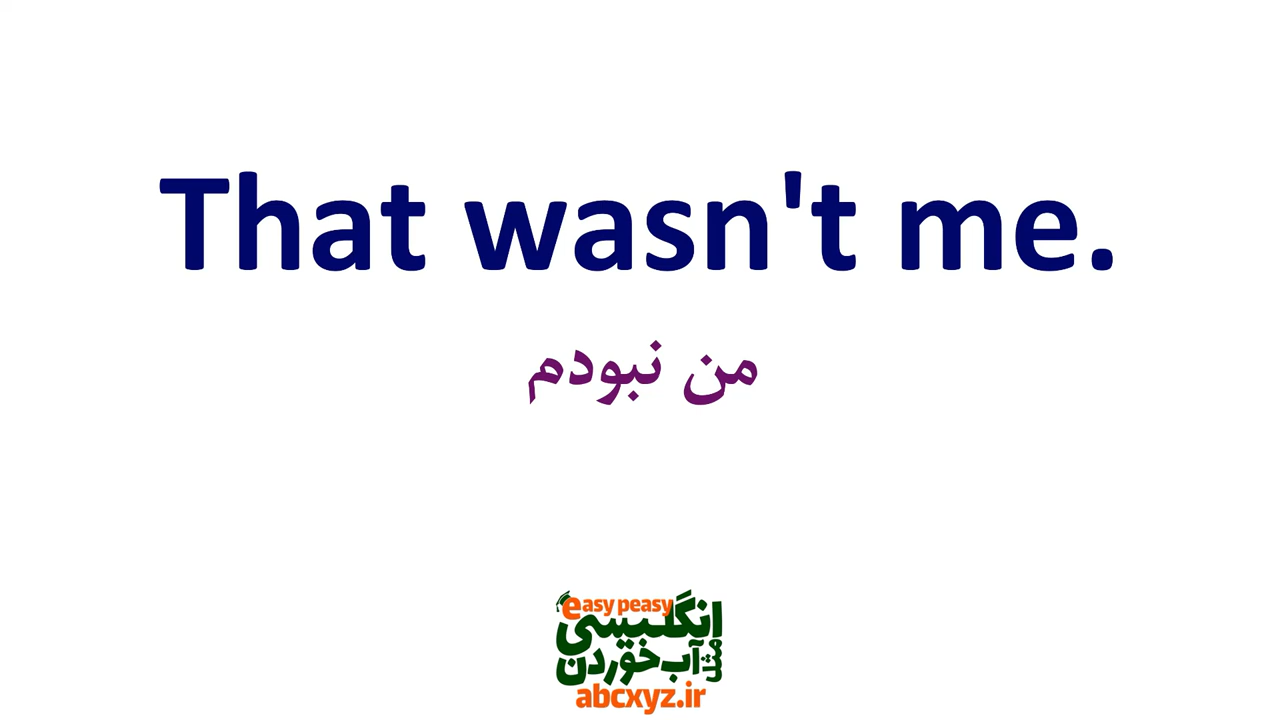 That wasn't me.
من نبودم
easy peasy
انگلیسی
مثل آب خوردن
abcxyz.ir